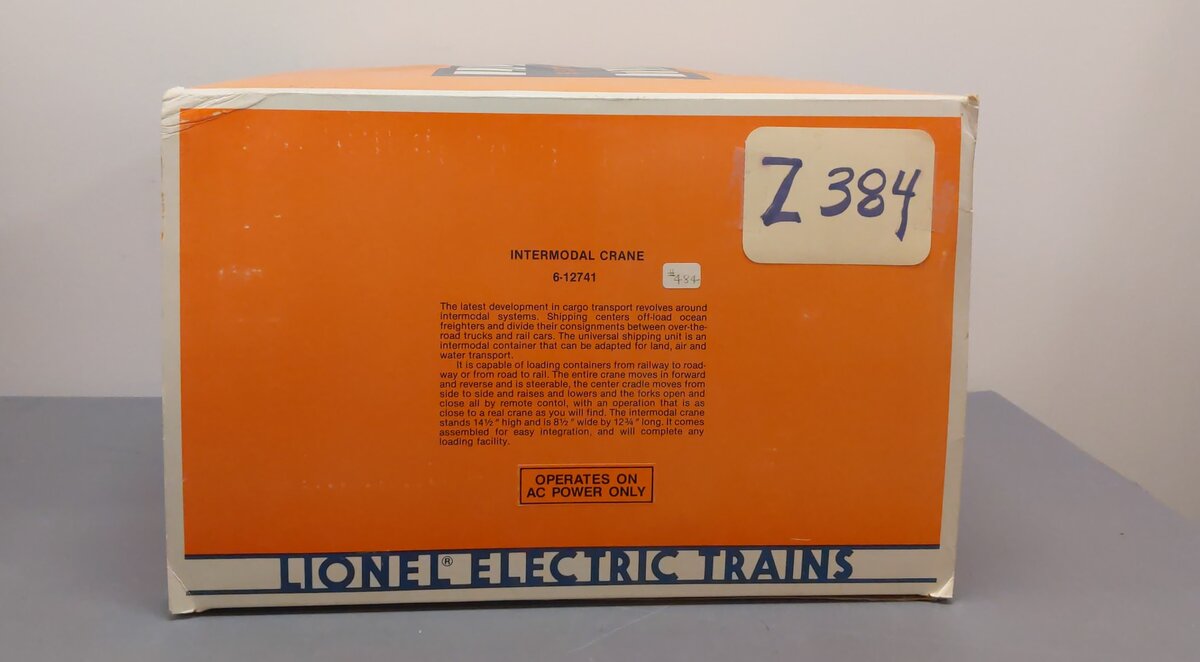 Z 384
INTERMODAL CRANE
6-12741
#484
The latest development in cargo transport revolves around
intermodal systems. Shipping centers off-load ocean
freighters and divide their consignments between over-the-
road trucks and rail cars. The universal shipping unit is an
intermodal container that can be adapted for land, air and
water transport.
It is capable of loading containers from railway to road-
way or from road to rail. The entire crane moves in forward
and reverse and is steerable, the center cradle moves from
side to side and raises and lowers and the forks open and
close all by remote contol, with an operation that is as
close to a real crane as you will find. The intermodal crane
stands 14½" high and is 8½" wide by 12¾" long. It comes
assembled for easy integration, and will complete any
loading facility.
OPERATES ON
AC POWER ONLY
LIONEL® ELECTRIC TRAINS